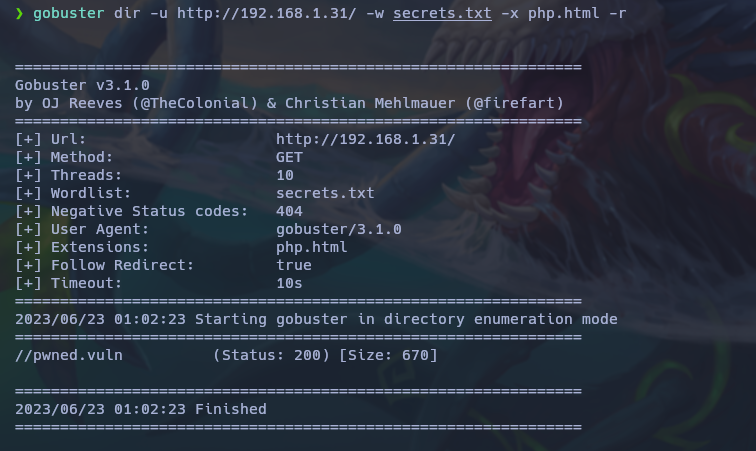 ❯ gobuster dir -u http://192.168.1.31/ -w secrets.txt -x php.html -r
===============================================================
Gobuster v3.1.0
by OJ Reeves (@TheColonial) & Christian Mehlmauer (@firefart)
===============================================================
[+] Url:                     http://192.168.1.31/
[+] Method:                  GET
[+] Threads:                 10
[+] Wordlist:                secrets.txt
[+] Negative Status codes:   404
[+] User Agent:              gobuster/3.1.0
[+] Extensions:              php.html
[+] Follow Redirect:         true
[+] Timeout:                 10s
===============================================================
2023/06/23 01:02:23 Starting gobuster in directory enumeration mode
===============================================================
//pwned.vuln          (Status: 200) [Size: 670]
===============================================================
2023/06/23 01:02:23 Finished
===============================================================